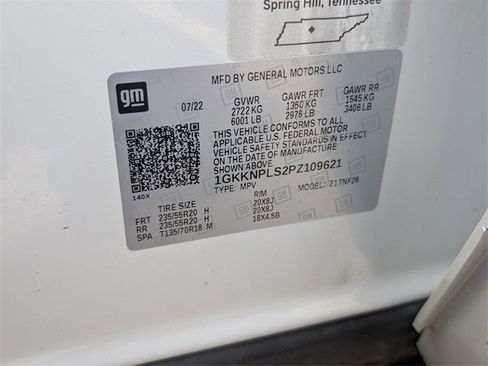 Spring Hill, Tennessee
gm
MFD BY GENERAL MOTORS LLC
07/22 GVWR GAWR FRT GAWR RR
2722 KG 1350 KG 1545 KG
6001 LB 2976 LB 3406 LB
THIS VEHICLE CONFORMS TO ALL
APPLICABLE U.S. FEDERAL MOTOR
VEHICLE SAFETY STANDARDS IN EFFECT
ON THE DATE OF MANUFACTURE
SHOWN ABOVE.
1GKKNPLS2PZ109621
TYPE: MPV MODEL: 21TNF26
140X
TIRE SIZE RIM
FRT 235/55R20 H 20X8J
RR 235/55R20 H 20X8J
SPA T135/70R18 M 18X4.5B